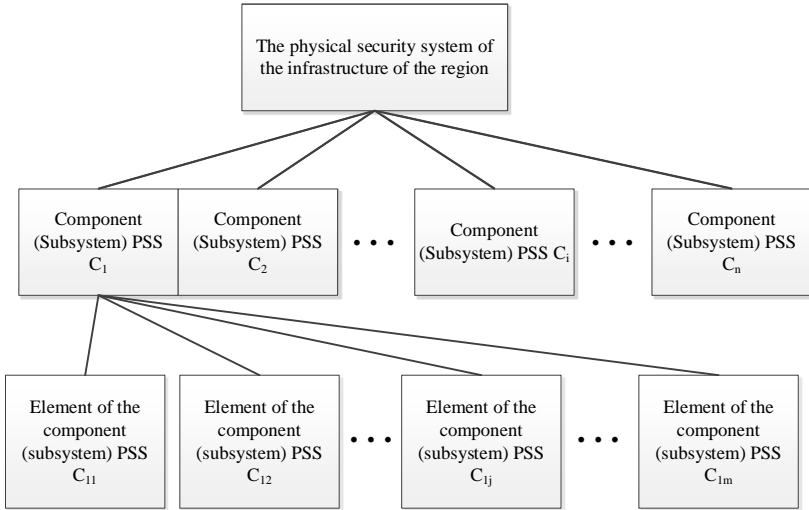 The physical security system of
the infrastructure of the region
Component
(Subsystem) PSS
C₁
Component
(Subsystem) PSS
C₂
• • •
Component
(Subsystem) PSS Cᵢ
• • •
Component
(Subsystem) PSS
Cₙ
Element of the
component
(subsystem) PSS
C₁₁
Element of the
component
(subsystem) PSS
C₁₂
• • •
Element of the
component
(subsystem) PSS
C₁ⱼ
• • •
Element of the
component
(subsystem) PSS
C₁ₘ